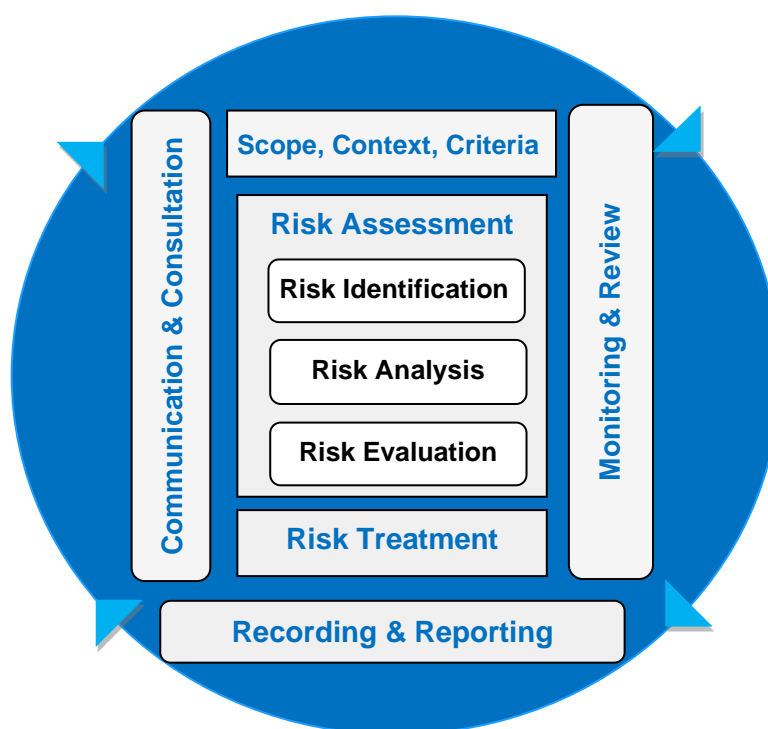 Communication & Consultation
Scope, Context, Criteria
Risk Assessment
Risk Identification
Risk Analysis
Risk Evaluation
Risk Treatment
Monitoring & Review
Recording & Reporting